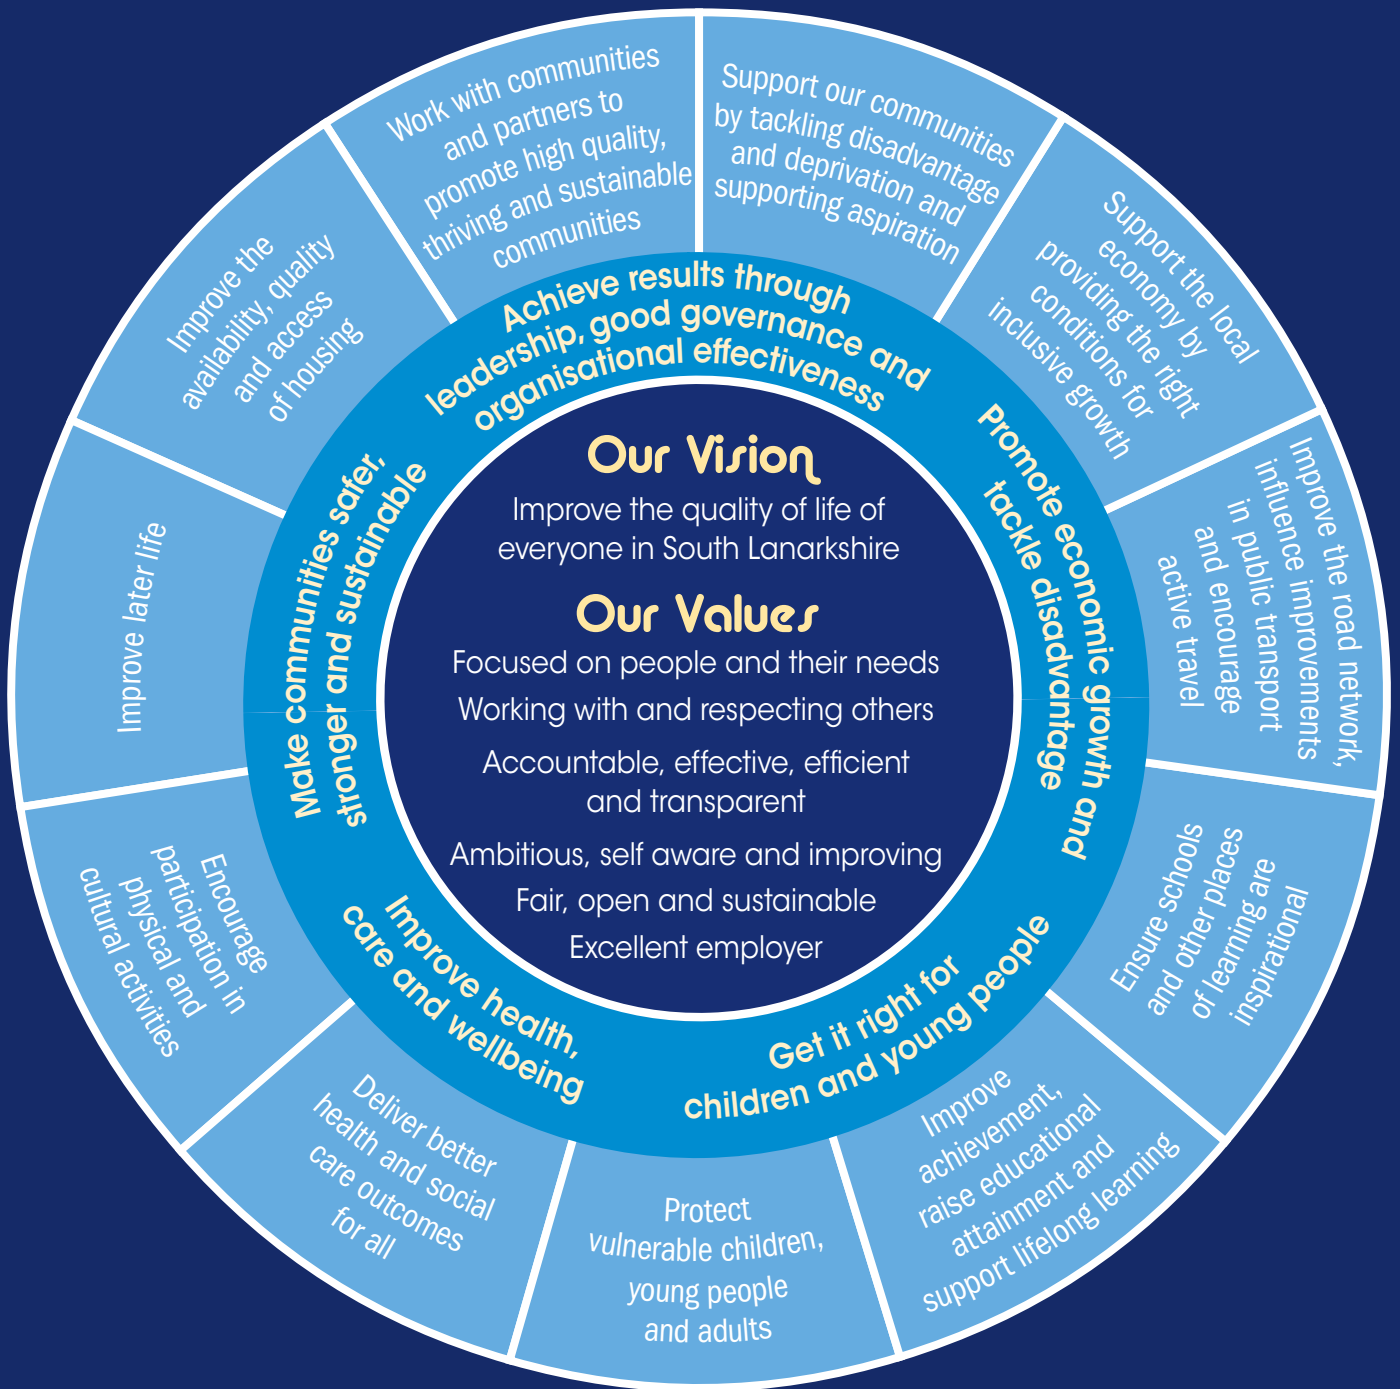 Our Vision
Improve the quality of life of
everyone in South Lanarkshire
Our Values
Focused on people and their needs
Working with and respecting others
Accountable, effective, efficient
and transparent
Ambitious, self aware and improving
Fair, open and sustainable
Excellent employer
Achieve results through
leadership, good governance and
organisational effectiveness
Promote economic growth and
tackle disadvantage
Get it right for
children and young people
Improve health,
care and wellbeing
Make communities safer,
stronger and sustainable
Support our communities
by tackling disadvantage
and deprivation and
supporting aspiration
Support the local
economy by
providing the right
conditions for
inclusive growth
Improve the road network,
influence improvements
in public transport
and encourage
active travel
Ensure schools
and other places
of learning are
inspirational
Improve
achievement,
raise educational
attainment and
support lifelong learning
Protect
vulnerable children,
young people
and adults
Deliver better
health and social
care outcomes
for all
Encourage
participation in
physical and
cultural activities
Improve later life
Improve the
availability, quality
and access
of housing
Work with communities
and partners to
promote high quality,
thriving and sustainable
communities